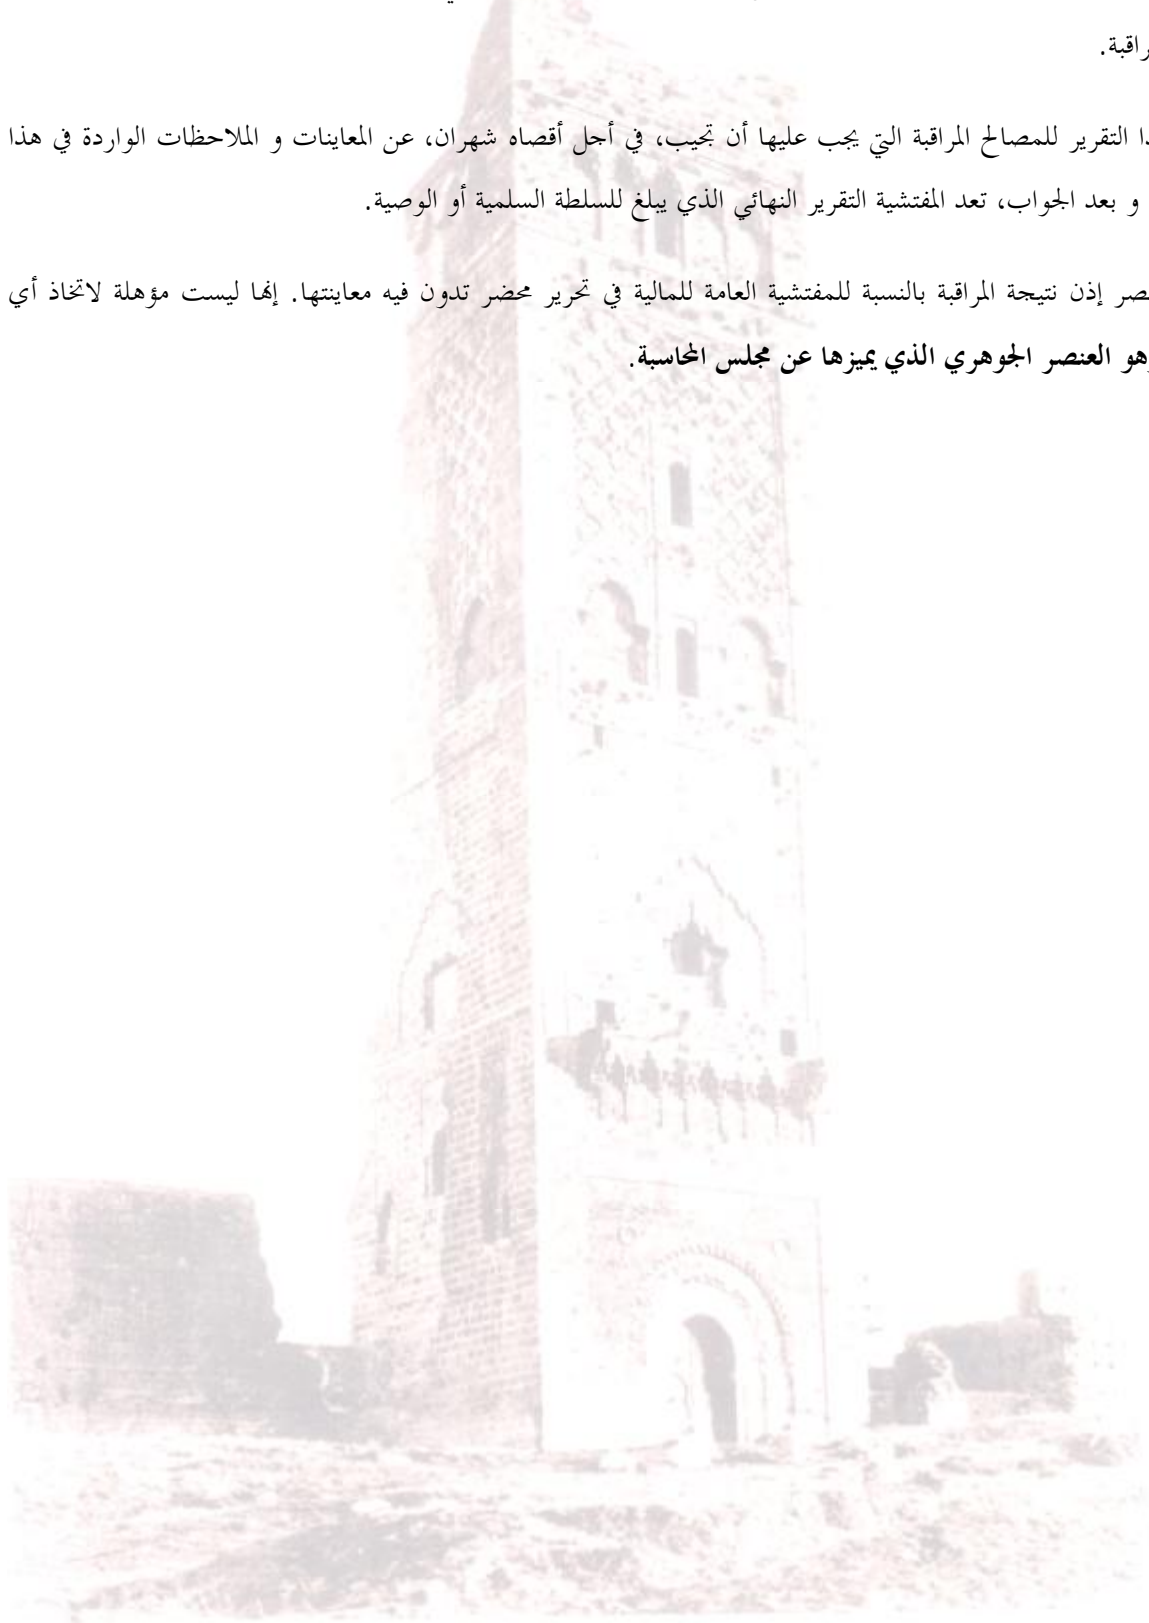 راقبة.
ا التقرير للمصالح المراقبة التي يجب عليها أن تجيب، في أجل أقصاه شهران، عن المعاينات و الملاحظات الواردة في هذا
و بعد الجواب، تعد المفتشية التقرير النهائي الذي يبلغ للسلطة السلمية أو الوصية.
صر إذن نتيجة المراقبة بالنسبة للمفتشية العامة للمالية في تحرير محضر تدون فيه معاينتها. إنها ليست مؤهلة لاتخاذ أي
هو العنصر الجوهري الذي يميزها عن مجلس المحاسبة.